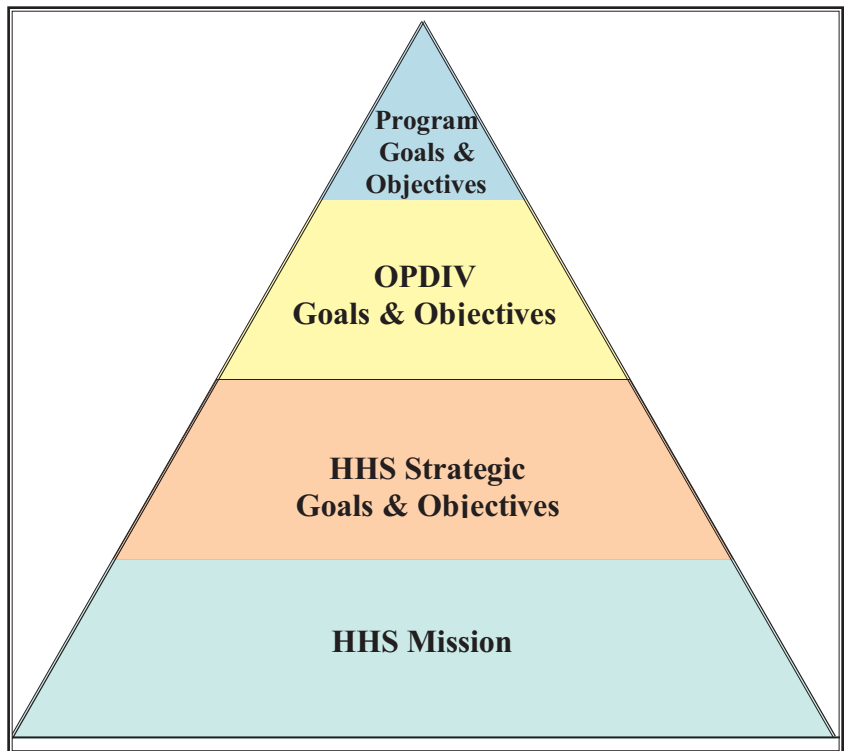 Program
Goals &
Objectives
OPDIV
Goals & Objectives
HHS Strategic
Goals & Objectives
HHS Mission